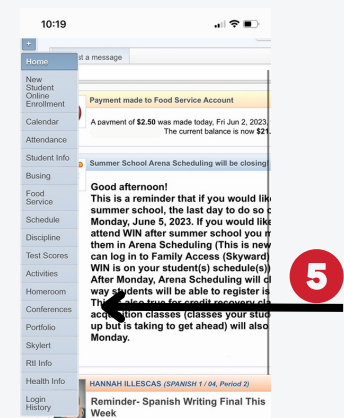 10:19
+
Home
st a message
New
Student
Online
Enrollment
Calendar
Attendance
Student Info
Busing
Food
Service
Schedule
Discipline
Test Scores
Activities
Homeroom
Conferences
Portfolio
Skylert
RtI Info
Health Info
Login
History
Payment made to Food Service Account
A payment of $2.50 was made today, Fri Jun 2, 2023,
The current balance is now $21.
Summer School Arena Scheduling will be closing!
Good afternoon!
This is a reminder that if you would like
summer school, the last day to do so
Monday, June 5, 2023. If you would like
attend WIN after summer school you m
them in Arena Scheduling (This is new
can log in to Family Access (Skyward)
WIN is on your student(s) schedule(s)
After Monday, Arena Scheduling will cl
way students will be able to register is
also true for credit recovery cla
acquisition classes (classes your stud
up but is taking to get ahead) will also
Monday.
HANNAH ILLESCAS (SPANISH 1 / 04, Period 2)
Reminder- Spanish Writing Final This
Week
5